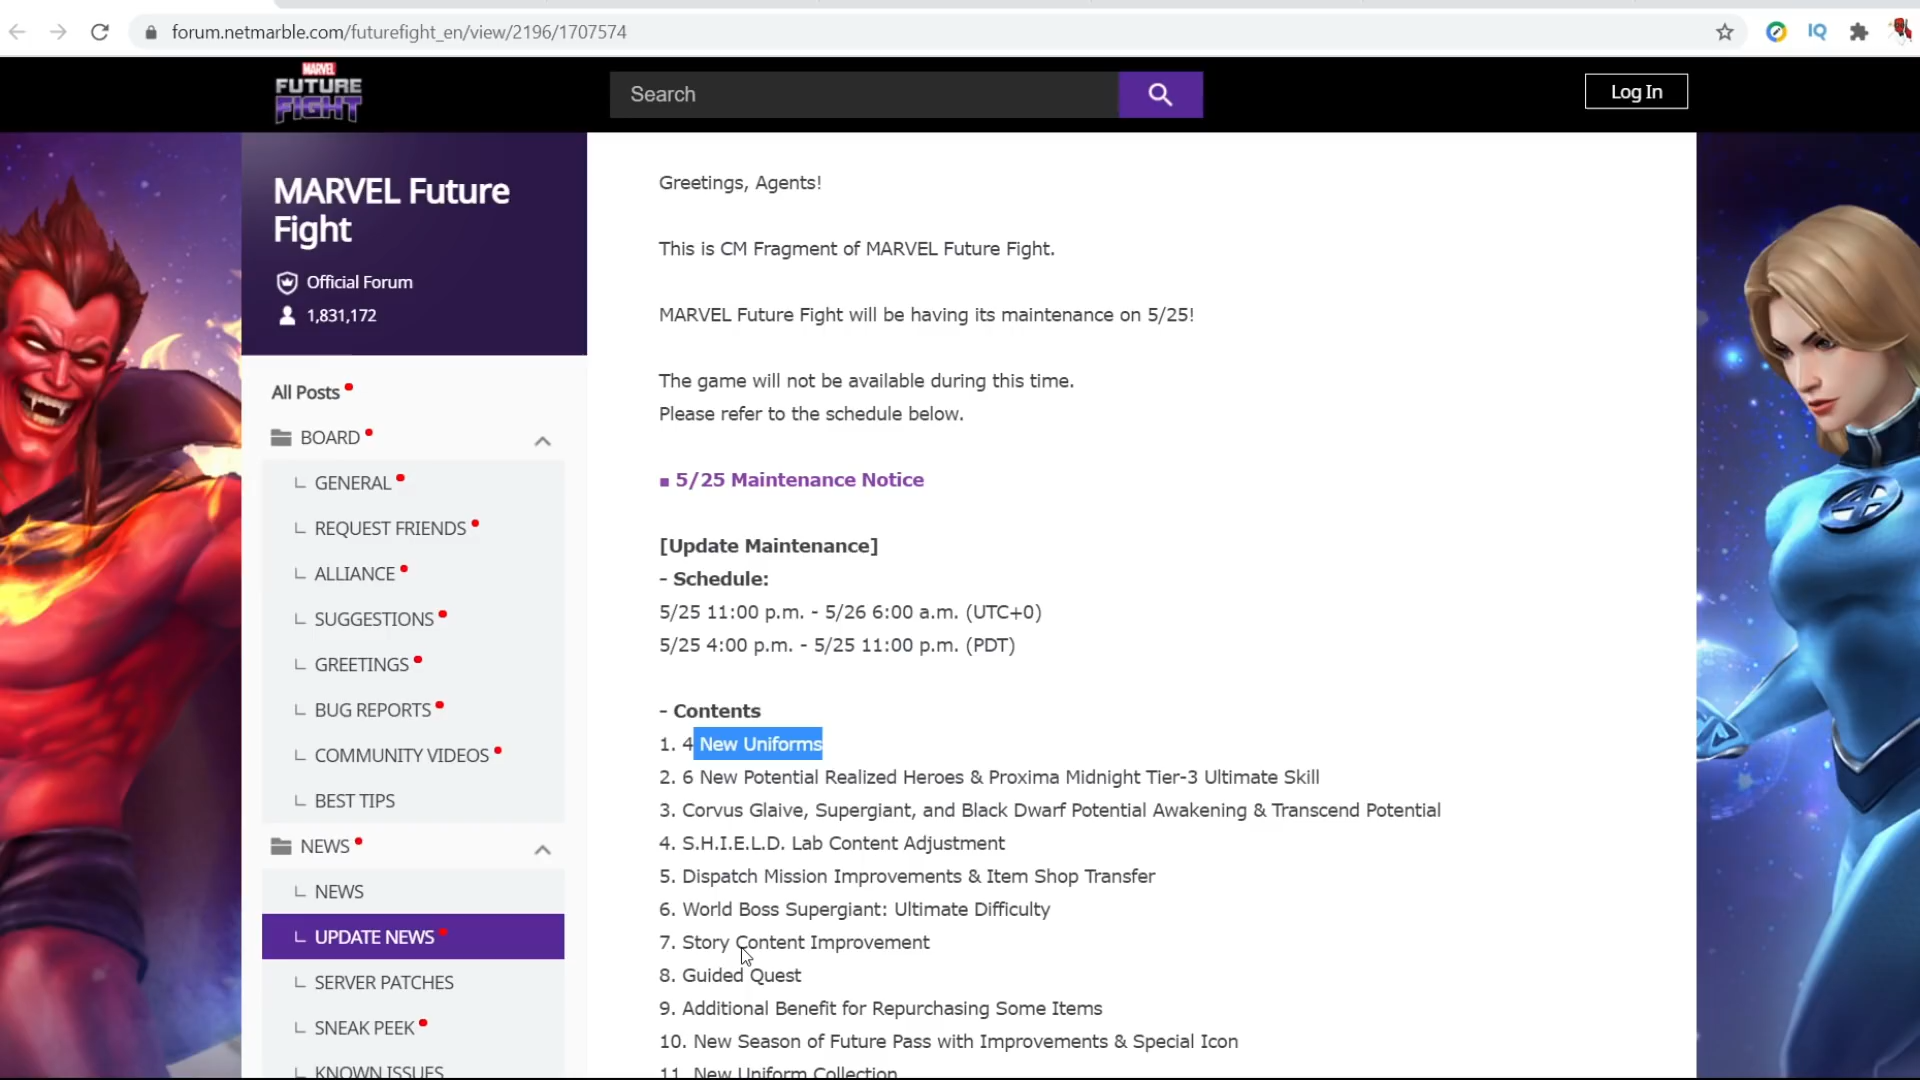 forum.netmarble.com/futurefight_en/view/2196/1707574
IQ
MARVEL
FUTURE
FIGHT
Search
Log In
MARVEL Future
Fight
Official Forum
1,831,172
All Posts
BOARD
GENERAL
REQUEST FRIENDS
ALLIANCE
SUGGESTIONS
GREETINGS
BUG REPORTS
COMMUNITY VIDEOS
BEST TIPS
NEWS
NEWS
UPDATE NEWS
SERVER PATCHES
SNEAK PEEK
KNOWN ISSUES
Greetings, Agents!
This is CM Fragment of MARVEL Future Fight.
MARVEL Future Fight will be having its maintenance on 5/25!
The game will not be available during this time.
Please refer to the schedule below.
■ 5/25 Maintenance Notice
[Update Maintenance]
- Schedule:
5/25 11:00 p.m. - 5/26 6:00 a.m. (UTC+0)
5/25 4:00 p.m. - 5/25 11:00 p.m. (PDT)
- Contents
1. 4 New Uniforms
2. 6 New Potential Realized Heroes & Proxima Midnight Tier-3 Ultimate Skill
3. Corvus Glaive, Supergiant, and Black Dwarf Potential Awakening & Transcend Potential
4. S.H.I.E.L.D. Lab Content Adjustment
5. Dispatch Mission Improvements & Item Shop Transfer
6. World Boss Supergiant: Ultimate Difficulty
7. Story Content Improvement
8. Guided Quest
9. Additional Benefit for Repurchasing Some Items
10. New Season of Future Pass with Improvements & Special Icon
11. New Uniform Collection